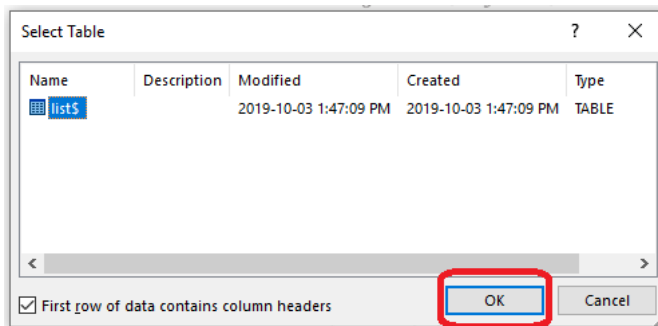 Select Table ? ×
Name Description Modified Created Type
list$ 2019-10-03 1:47:09 PM 2019-10-03 1:47:09 PM TABLE
First row of data contains column headers OK Cancel